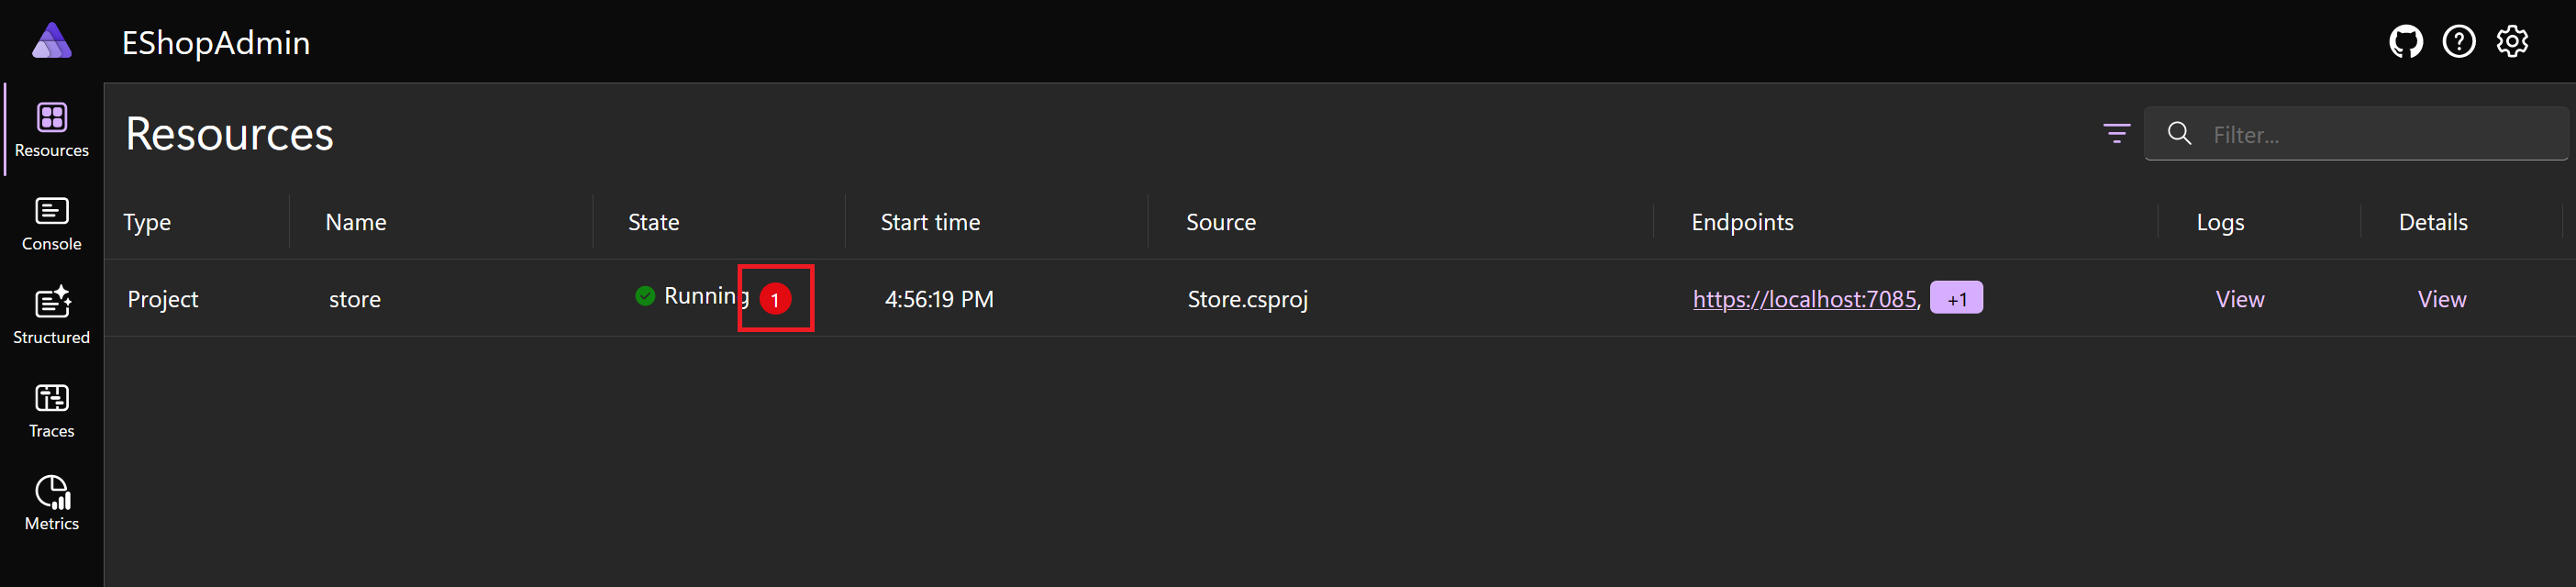 EShopAdmin
Resources
Filter...
Type Name State Start time Source Endpoints Logs Details
Project store Running 1 4:56:19 PM Store.csproj https://localhost:7085, +1 View View
Resources
Console
Structured
Traces
Metrics